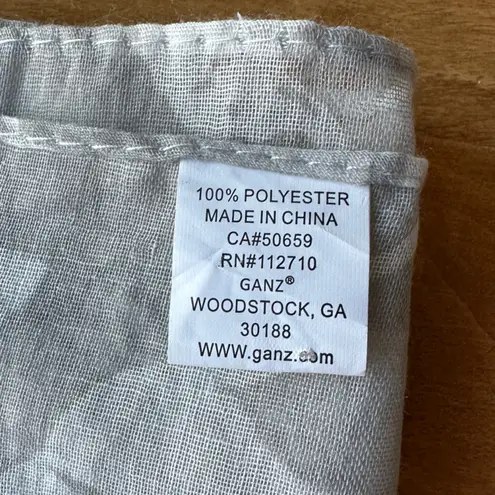 100% POLYESTER
MADE IN CHINA
CA#50659
RN#112710
GANZ®
WOODSTOCK, GA
30188
WWW.ganz.com